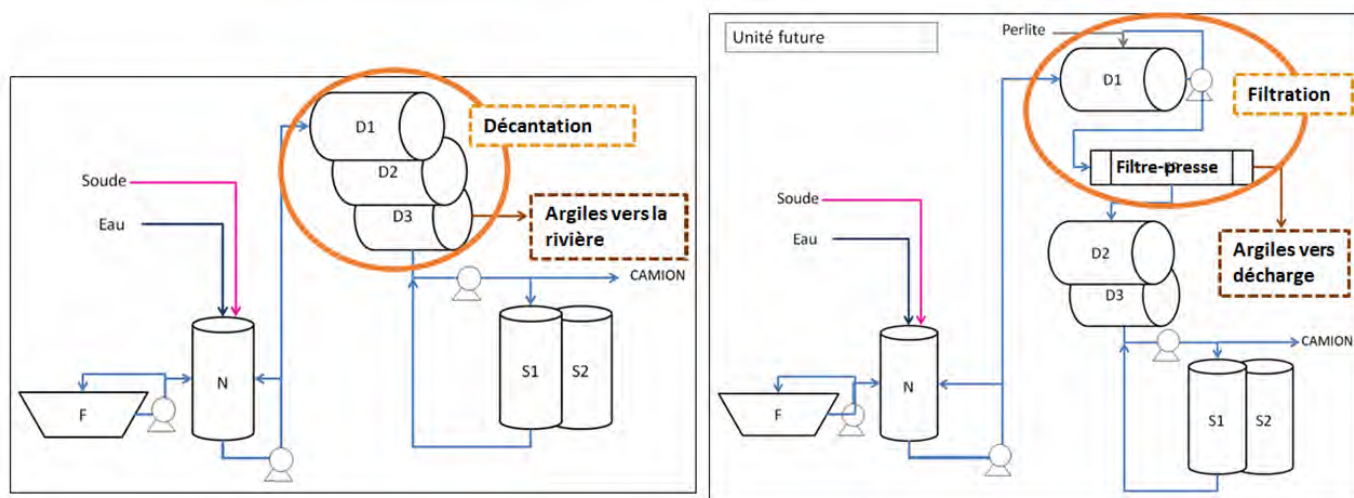 D1
D2
D3
Décantation
Argiles vers la
rivière
Soude
Eau
CAMION
N
F
S1
S2
Unité future
Perlite
D1
Filtration
Filtre-presse
Soude
Eau
D2
D3
Argiles vers
décharge
CAMION
N
F
S1
S2